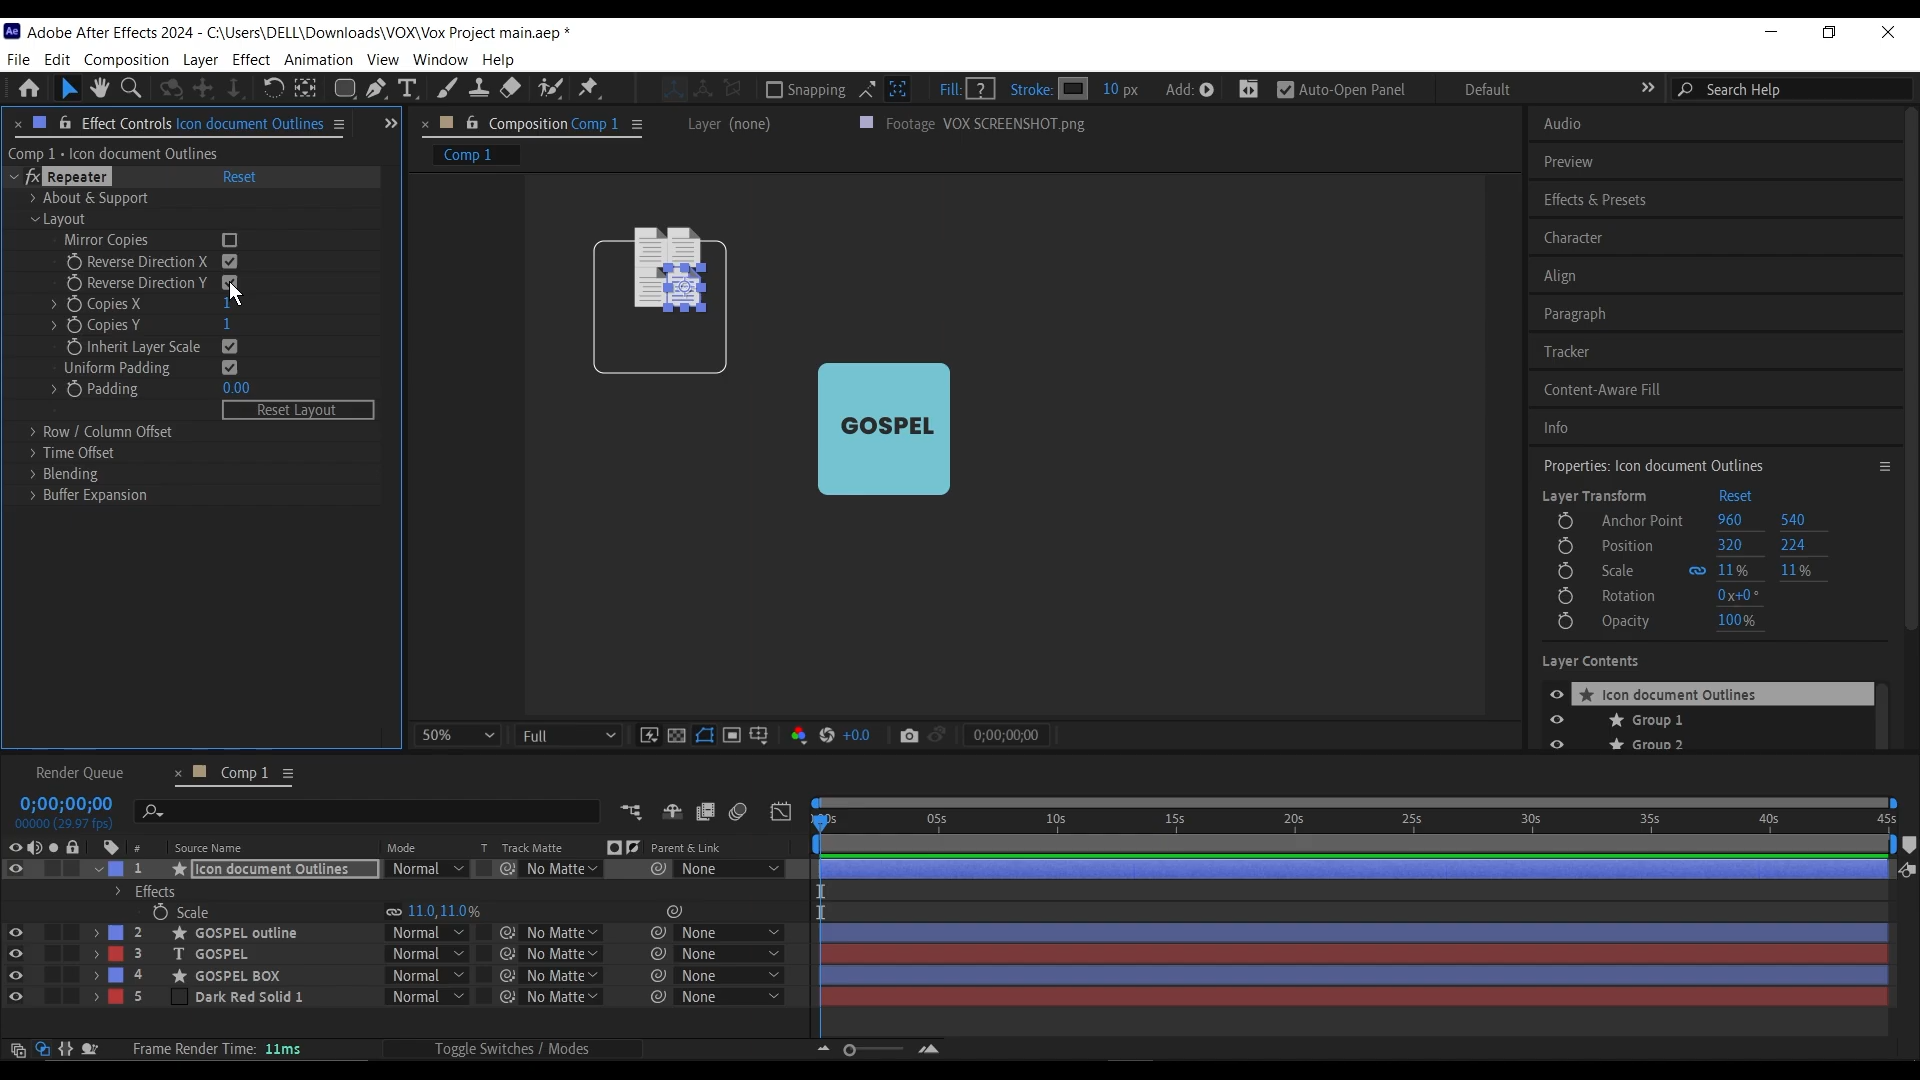 Ae Adobe After Effects 2024 - C:\Users\DELL\Downloads\VOX\Vox Project main.aep *
File Edit Composition Layer Effect Animation View Window Help
Snapping Fill: ? Stroke: 10 px Add: Auto-Open Panel Default Search Help
Effect Controls Icon document Outlines
Composition Comp 1 Layer (none) Footage VOX SCREENSHOT.png
Comp 1 • Icon document Outlines
Comp 1
fx Repeater Reset
About & Support
Layout
Mirror Copies
Reverse Direction X
Reverse Direction Y
Copies X 1
Copies Y 1
Inherit Layer Scale
Uniform Padding
Padding 0.00
Reset Layout
Row / Column Offset
Time Offset
Blending
Buffer Expansion
GOSPEL
50% Full +0.0 0;00;00;00
Audio
Preview
Effects & Presets
Character
Align
Paragraph
Tracker
Content-Aware Fill
Info
Properties: Icon document Outlines
Layer Transform Reset
Anchor Point 960 540
Position 320 224
Scale 11% 11%
Rotation 0x+0°
Opacity 100%
Layer Contents
Icon document Outlines
Group 1
Group 2
Render Queue Comp 1
0;00;00;00
00000 (29.97 fps)
05s 10s 15s 20s 25s 30s 35s 40s 45s
# Source Name Mode T Track Matte Parent & Link
1 Icon document Outlines Normal No Matte None
Effects
Scale 11.0,11.0%
2 GOSPEL outline Normal No Matte None
3 T GOSPEL Normal No Matte None
4 GOSPEL BOX Normal No Matte None
5 Dark Red Solid 1 Normal No Matte None
Frame Render Time: 11ms Toggle Switches / Modes